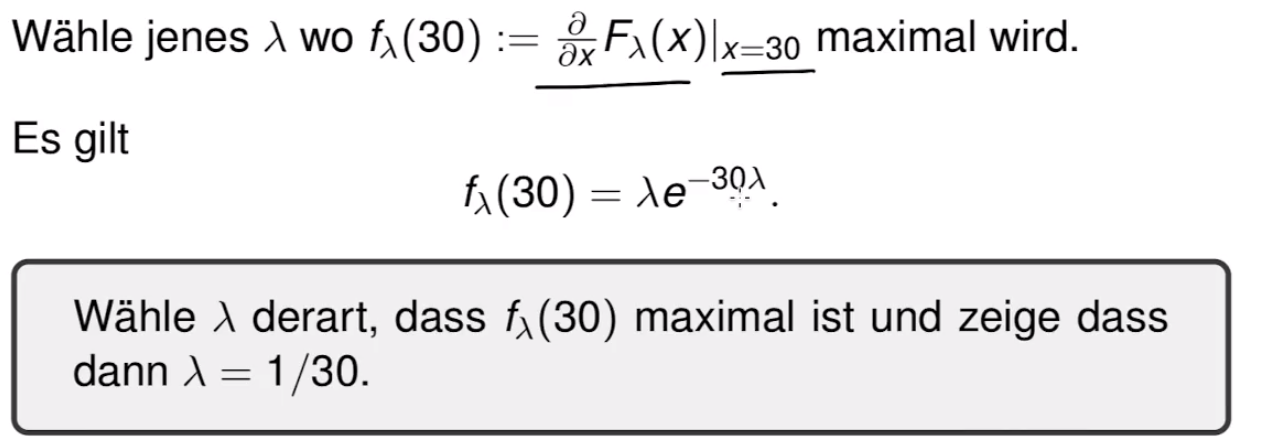 Wähle jenes λ wo f_λ(30) := ∂/∂x F_λ(x)|_{x=30} maximal wird.
Es gilt
f_λ(30) = λe^{−30λ}.
Wähle λ derart, dass f_λ(30) maximal ist und zeige dass
dann λ = 1/30.